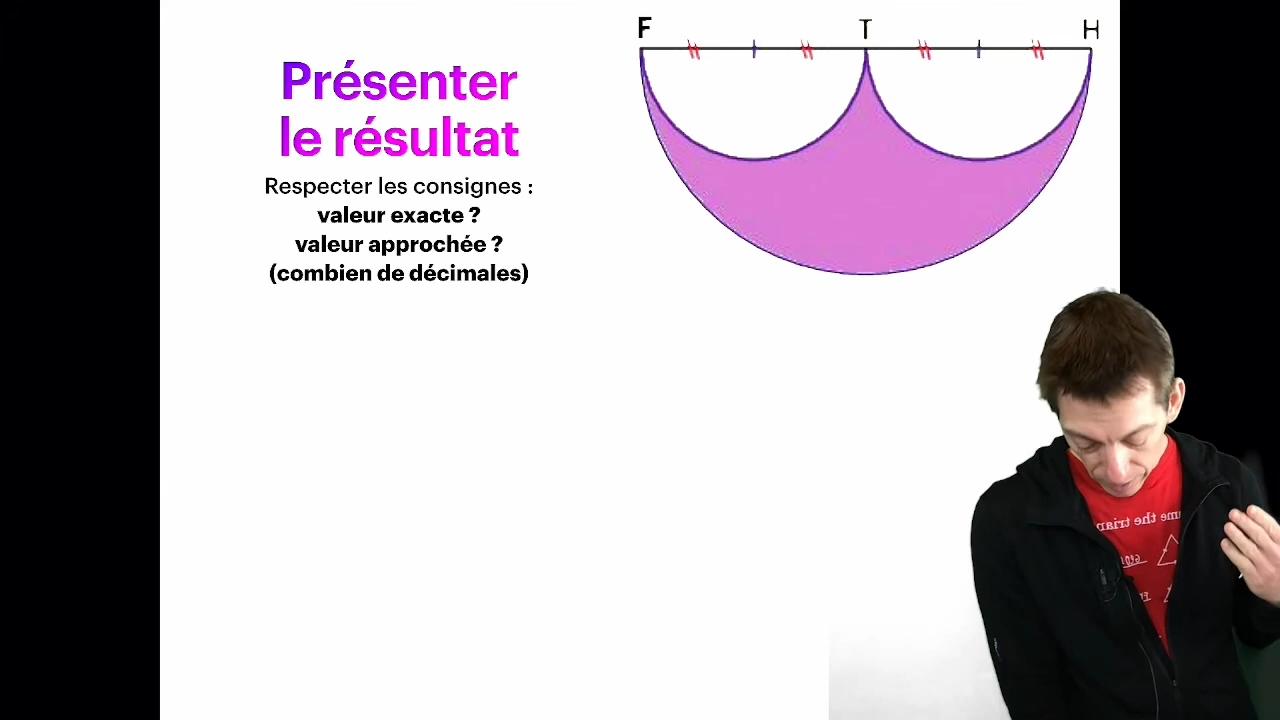 F T H
Présenter
le résultat
Respecter les consignes :
valeur exacte ?
valeur approchée ?
(combien de décimales)